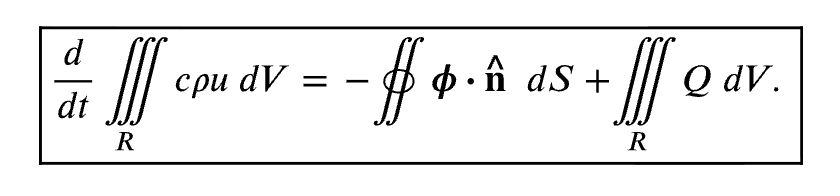 d/dt ∭_R cρu dV = − ∯ ϕ · n̂ dS + ∭_R Q dV.